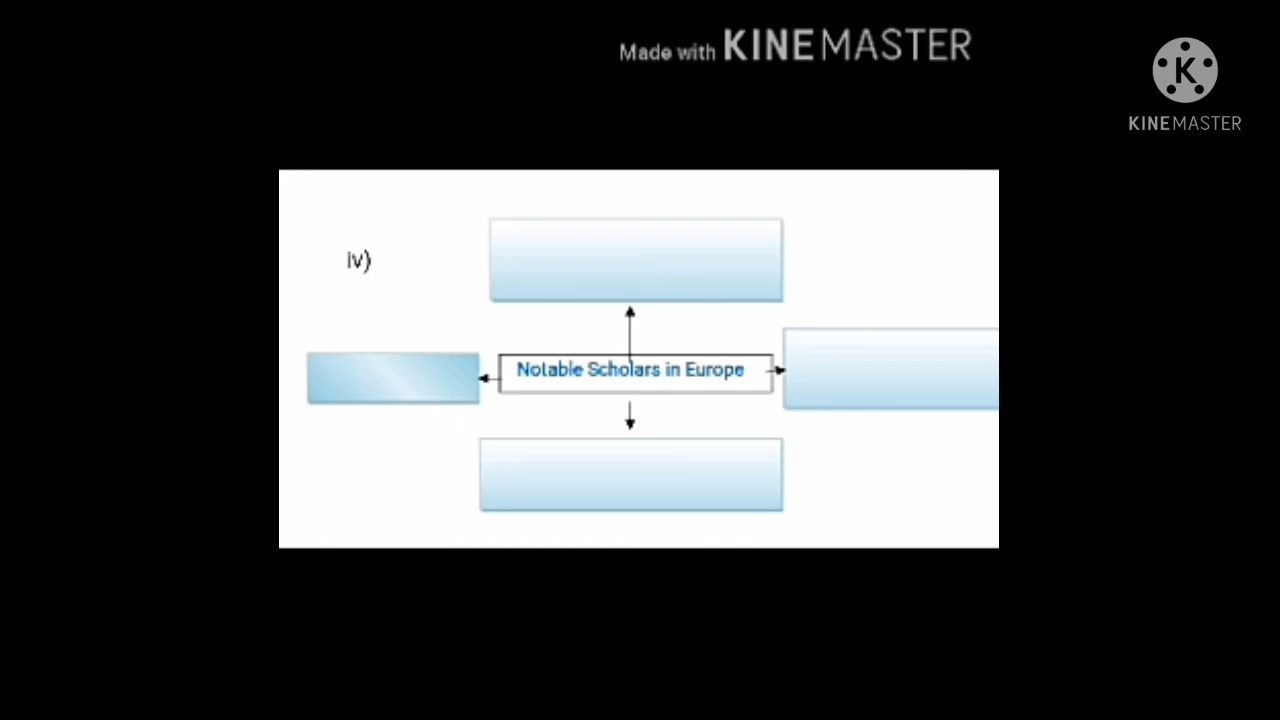 Made with KINEMASTER
K
KINEMASTER
iv)
Notable Scholars in Europe